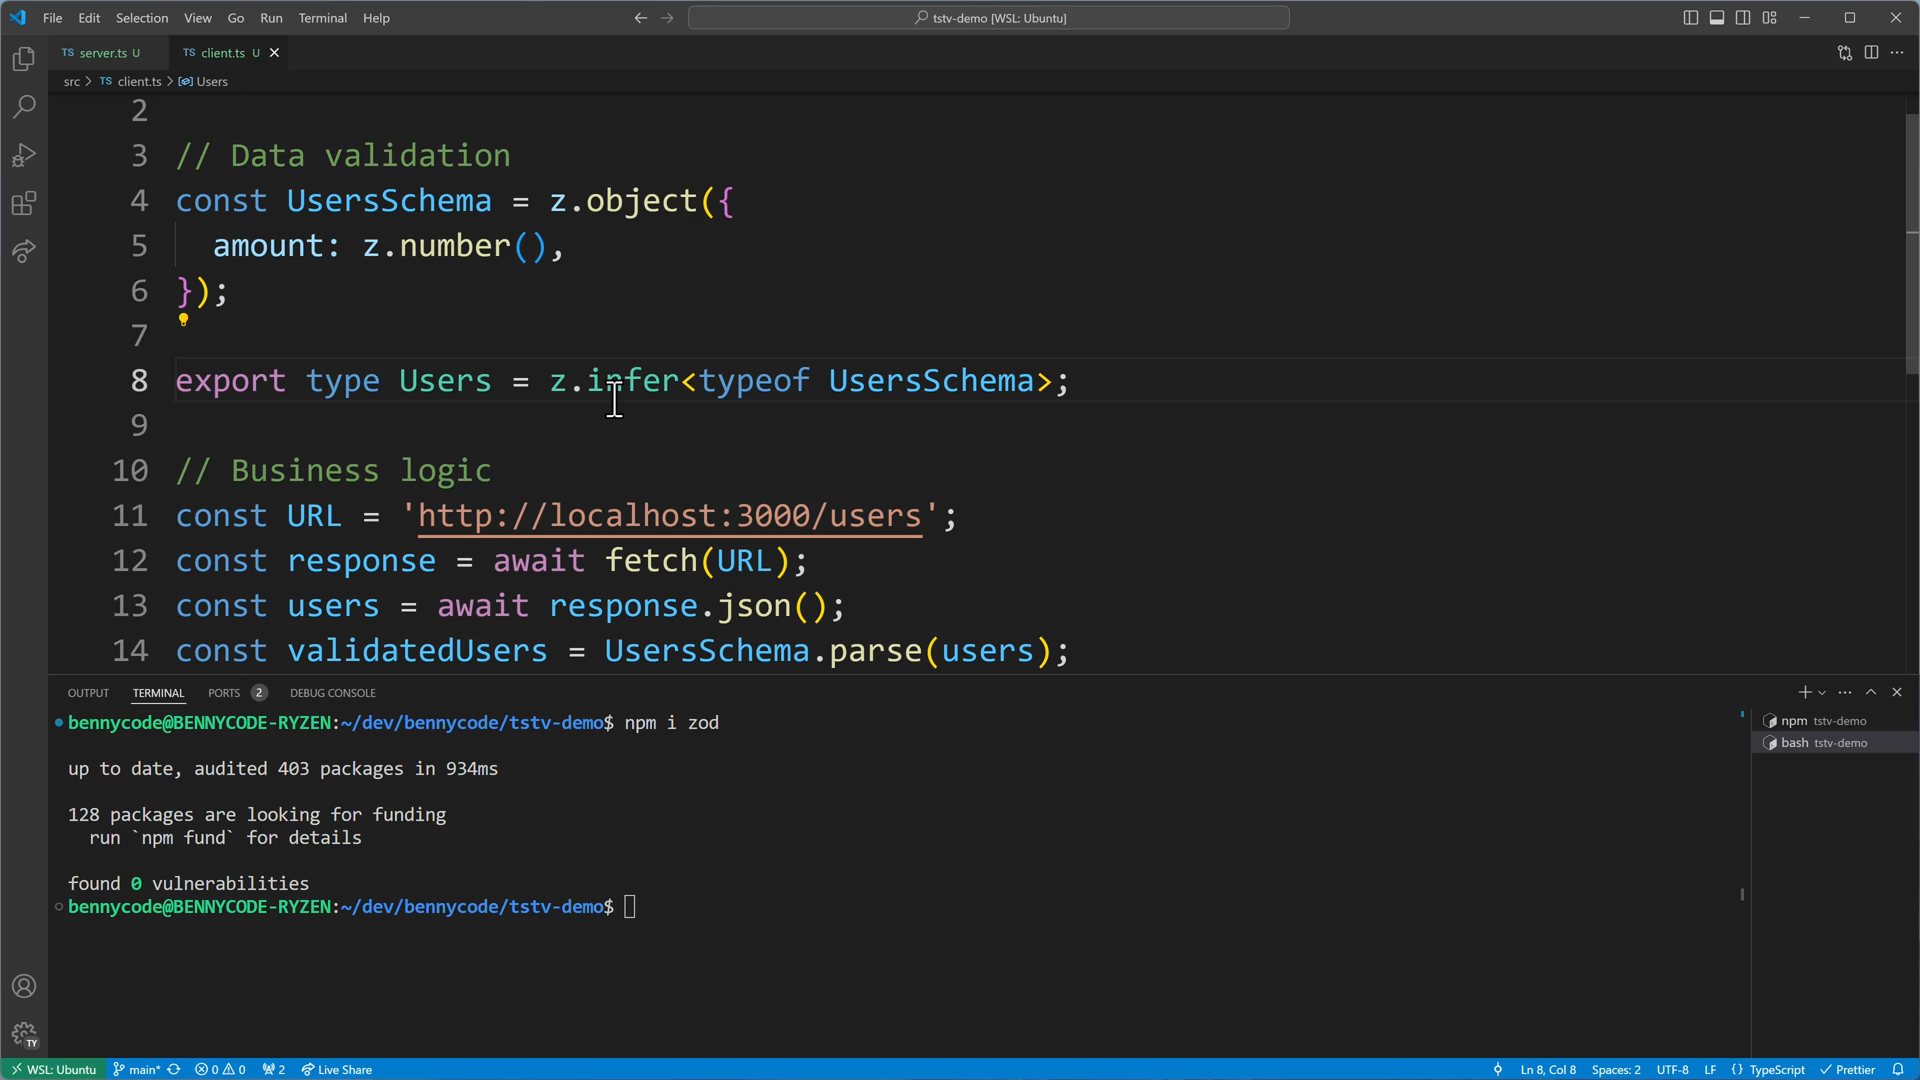 File Edit Selection View Go Run Terminal Help
tstv-demo [WSL: Ubuntu]
TS server.ts U
TS client.ts U
src > TS client.ts > Users
2
3 // Data validation
4 const UsersSchema = z.object({
5 amount: z.number(),
6 });
7
8 export type Users = z.infer<typeof UsersSchema>;
9
10 // Business logic
11 const URL = 'http://localhost:3000/users';
12 const response = await fetch(URL);
13 const users = await response.json();
14 const validatedUsers = UsersSchema.parse(users);
OUTPUT TERMINAL PORTS 2 DEBUG CONSOLE
bennycode@BENNYCODE-RYZEN:~/dev/bennycode/tstv-demo$ npm i zod
up to date, audited 403 packages in 934ms
128 packages are looking for funding
run `npm fund` for details
found 0 vulnerabilities
bennycode@BENNYCODE-RYZEN:~/dev/bennycode/tstv-demo$
npm tstv-demo
bash tstv-demo
TY
WSL: Ubuntu main* 0 0 2 Live Share
Ln 8, Col 8 Spaces: 2 UTF-8 LF {} TypeScript Prettier